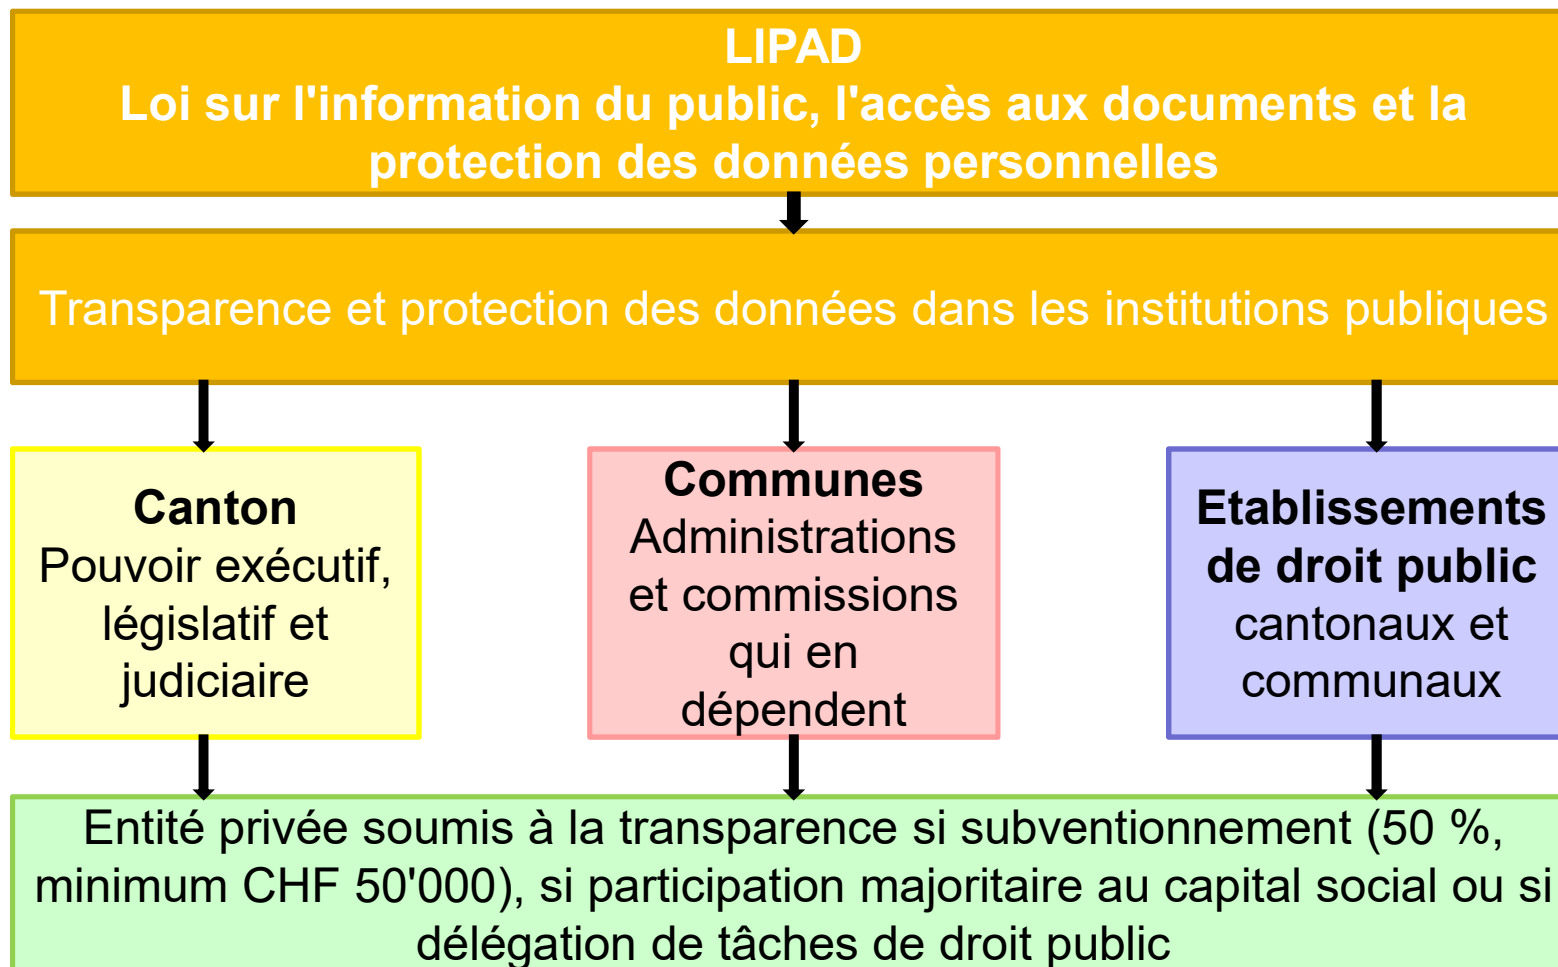 LIPAD
Loi sur l'information du public, l'accès aux documents et la
protection des données personnelles
Transparence et protection des données dans les institutions publiques
Canton
Pouvoir exécutif,
législatif et
judiciaire
Communes
Administrations
et commissions
qui en
dépendent
Etablissements
de droit public
cantonaux et
communaux
Entité privée soumis à la transparence si subventionnement (50 %,
minimum CHF 50'000), si participation majoritaire au capital social ou si
délégation de tâches de droit public